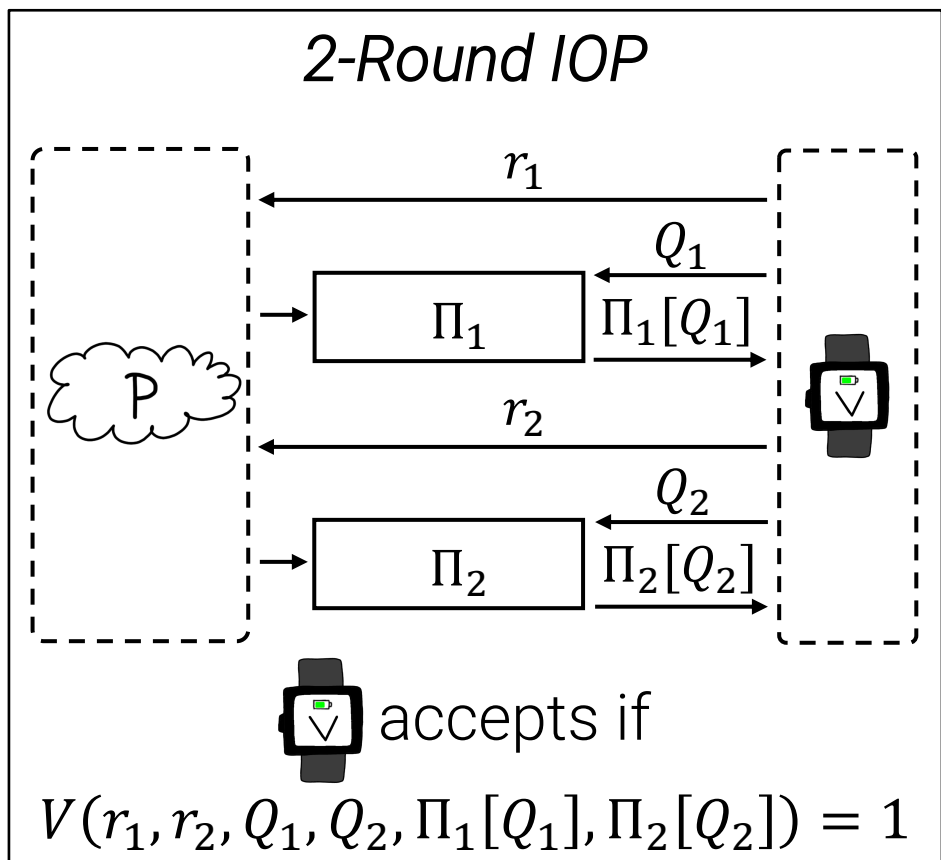 2-Round IOP
r₁
Q₁
Π₁
Π₁[Q₁]
P
V
r₂
Q₂
Π₂
Π₂[Q₂]
V accepts if
V(r₁, r₂, Q₁, Q₂, Π₁[Q₁], Π₂[Q₂]) = 1